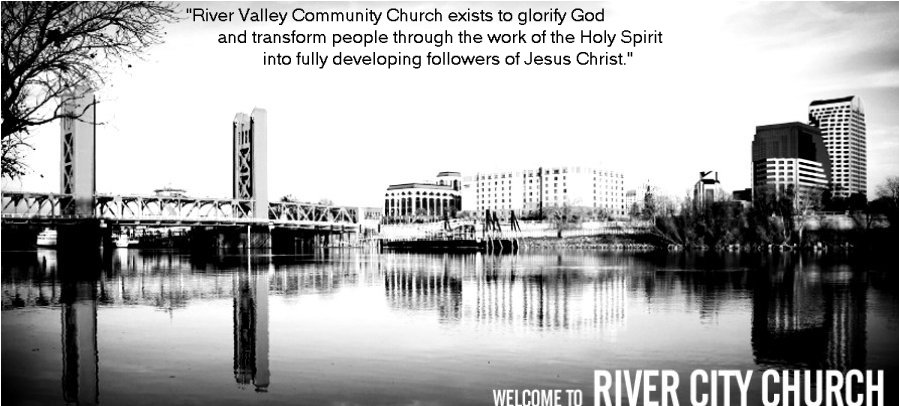 "River Valley Community Church exists to glorify God
and transform people through the work of the Holy Spirit
into fully developing followers of Jesus Christ."
WELCOME TO RIVER CITY CHURCH